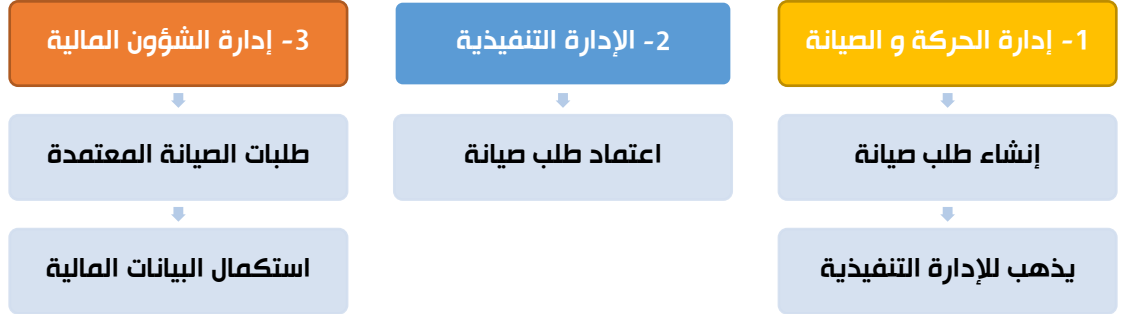 1- إدارة الحركة و الصيانة
إنشاء طلب صيانة
يذهب للإدارة التنفيذية
2- الإدارة التنفيذية
اعتماد طلب صيانة
3- إدارة الشؤون المالية
طلبات الصيانة المعتمدة
استكمال البيانات المالية